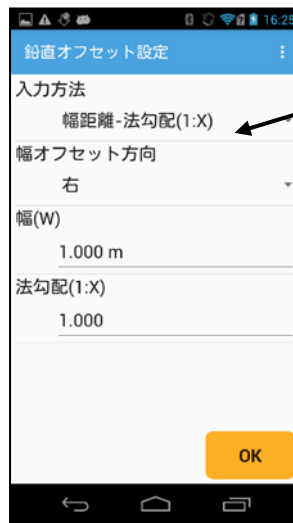 16:25
鉛直オフセット設定
入力方法
幅距離-法勾配(1:X)
幅オフセット方向
右
幅(W)
1.000 m
法勾配(1:X)
1.000
OK